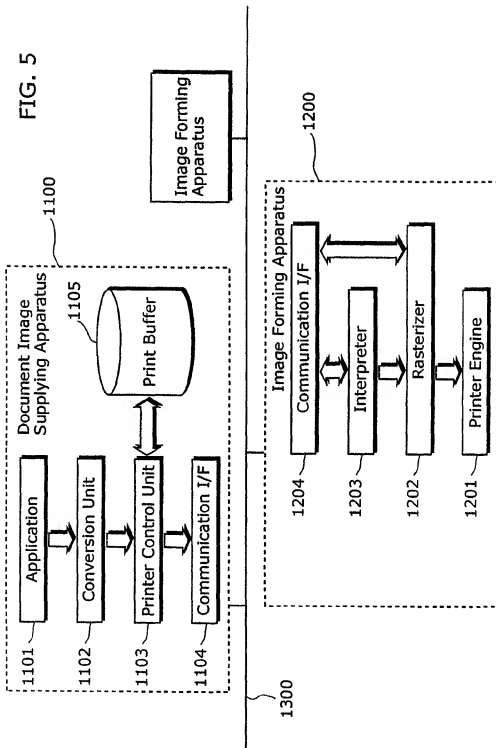 FIG. 5
1100
Document Image
Supplying Apparatus
1101
Application
1102
Conversion Unit
1103
Printer Control Unit
1104
Communication I/F
1105
Print Buffer
Image Forming
Apparatus
1300
1200
Image Forming Apparatus
1204
Communication I/F
1203
Interpreter
1202
Rasterizer
1201
Printer Engine